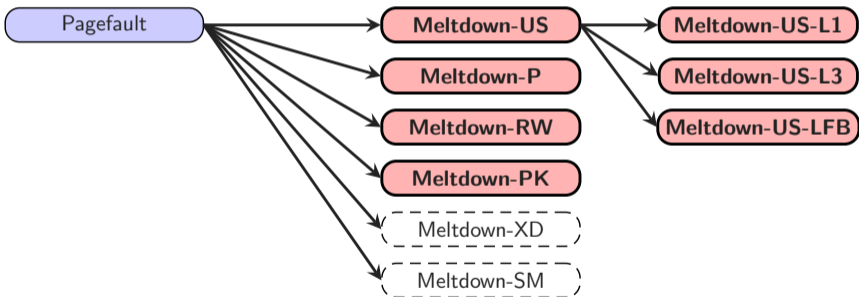 Pagefault
Meltdown-US
Meltdown-US-L1
Meltdown-P
Meltdown-US-L3
Meltdown-RW
Meltdown-US-LFB
Meltdown-PK
Meltdown-XD
Meltdown-SM